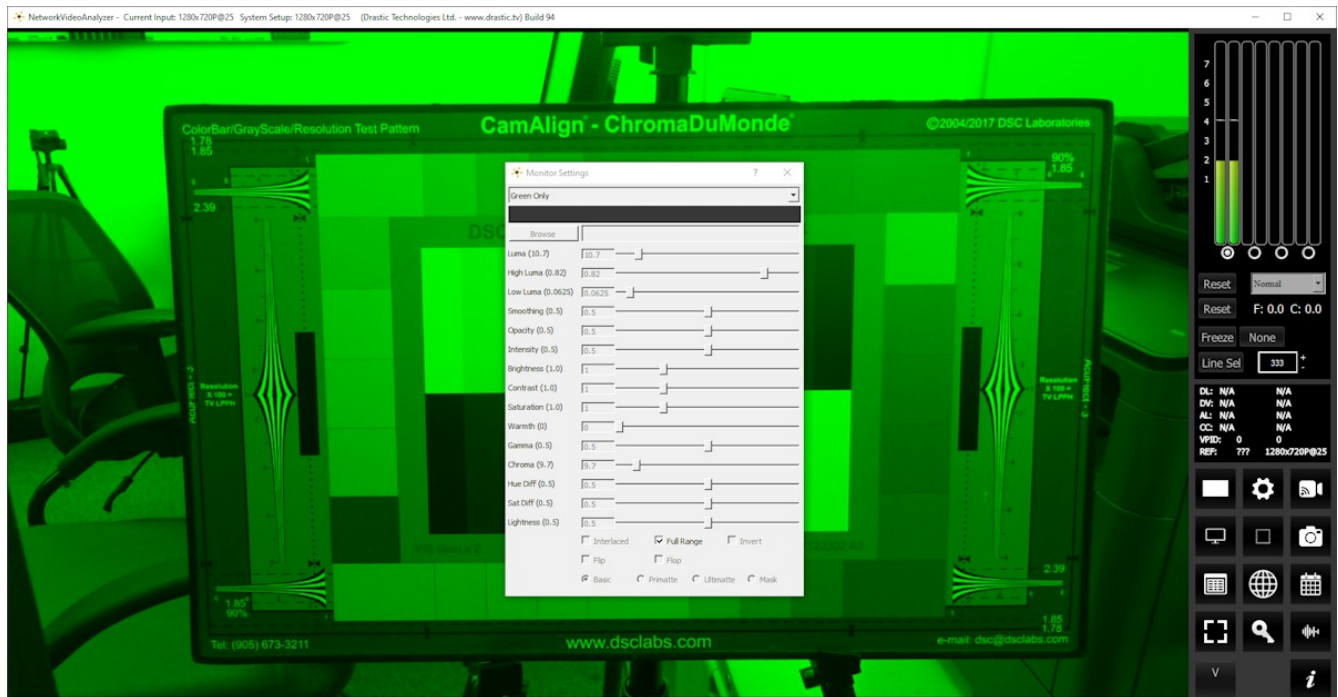 NetworkVideoAnalyzer - Current Input: 1280x720P@25 System Setup: 1280x720P@25 (Drastic Technologies Ltd. - www.drastic.tv) Build 94
ColorBar/GrayScale/Resolution Test Pattern
CamAlign - ChromaDuMonde
©2004/2017 DSC Laboratories
1.78
1.85
2.39
90%
1.85
DSC
Resolution
X 100 =
TV LPPH
Resolution
X 100 =
TV LPPH
2.39
1.85
90%
1.85
1.78
Tel: (905) 673-3211
www.dsclabs.com
e-mail: dsc@dsclabs.com
Monitor Settings
?
Green Only
Browse
Luma (10.7) 10.7
High Luma (0.82) 0.82
Low Luma (0.0625) 0.0625
Smoothing (0.5) 0.5
Opacity (0.5) 0.5
Intensity (0.5) 0.5
Brightness (1.0) 1
Contrast (1.0) 1
Saturation (1.0) 1
Warmth (0) 0
Gamma (0.5) 0.5
Chroma (9.7) 9.7
Hue Diff (0.5) 0.5
Sat Diff (0.5) 0.5
Lightness (0.5) 0.5
Interlaced Full Range Invert
Flip Flop
Basic Primatte Ultimatte Mask
7
6
5
4
3
2
1
Reset Normal
Reset F: 0.0 C: 0.0
Freeze None
Line Sel 333 + -
DL: N/A N/A
DV: N/A N/A
AL: N/A N/A
CC: N/A N/A
VPID: 0 0
REF: ??? 1280x720P@25
V
i